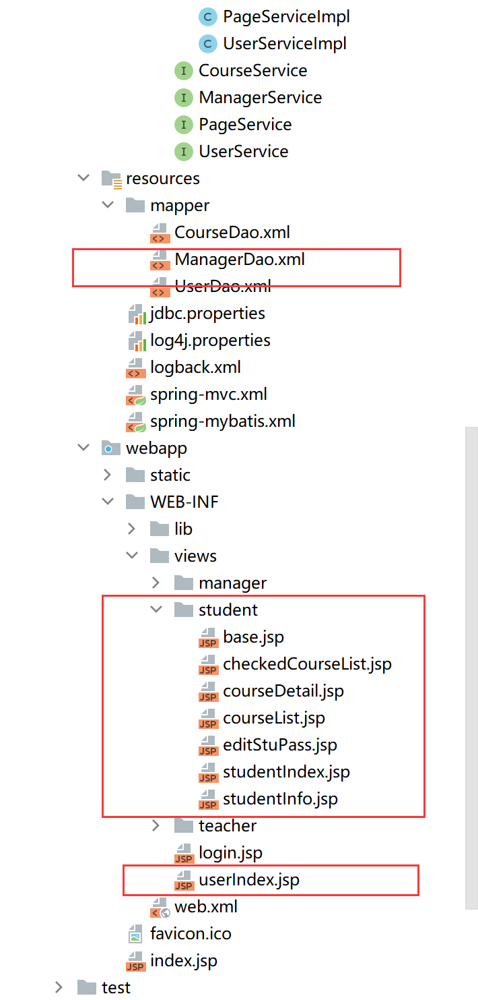 PageServiceImpl
UserServiceImpl
CourseService
ManagerService
PageService
UserService
resources
mapper
CourseDao.xml
ManagerDao.xml
UserDao.xml
jdbc.properties
log4j.properties
logback.xml
spring-mvc.xml
spring-mybatis.xml
webapp
static
WEB-INF
lib
views
manager
student
base.jsp
checkedCourseList.jsp
courseDetail.jsp
courseList.jsp
editStuPass.jsp
studentIndex.jsp
studentInfo.jsp
teacher
login.jsp
userIndex.jsp
web.xml
favicon.ico
index.jsp
test